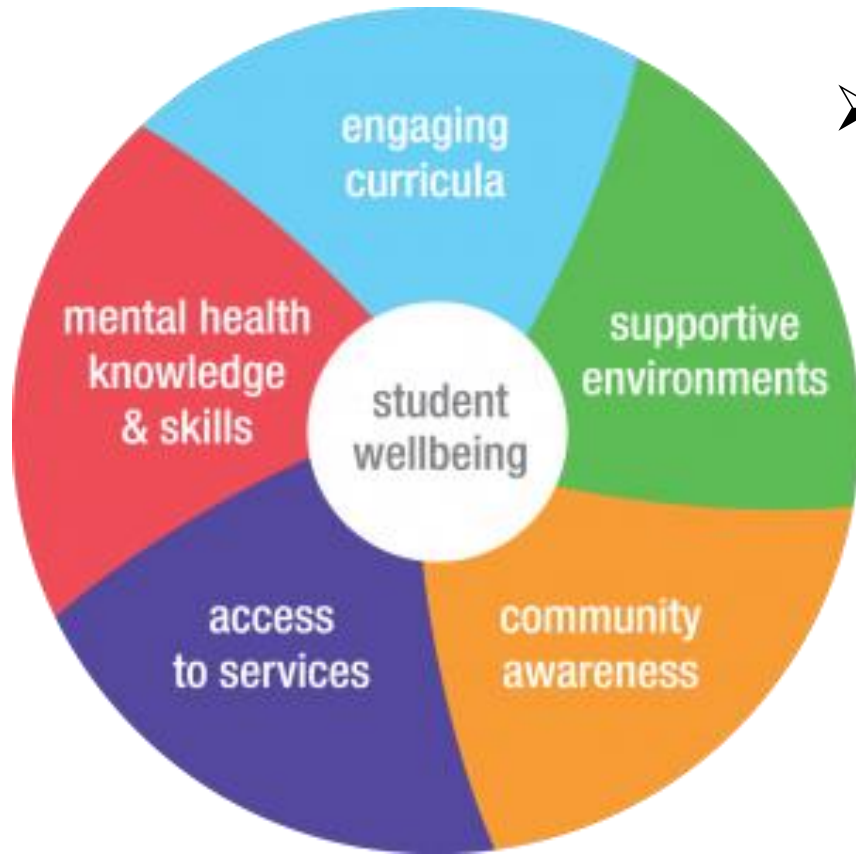 engaging
curricula
supportive
environments
mental health
knowledge
& skills
student
wellbeing
access
to services
community
awareness